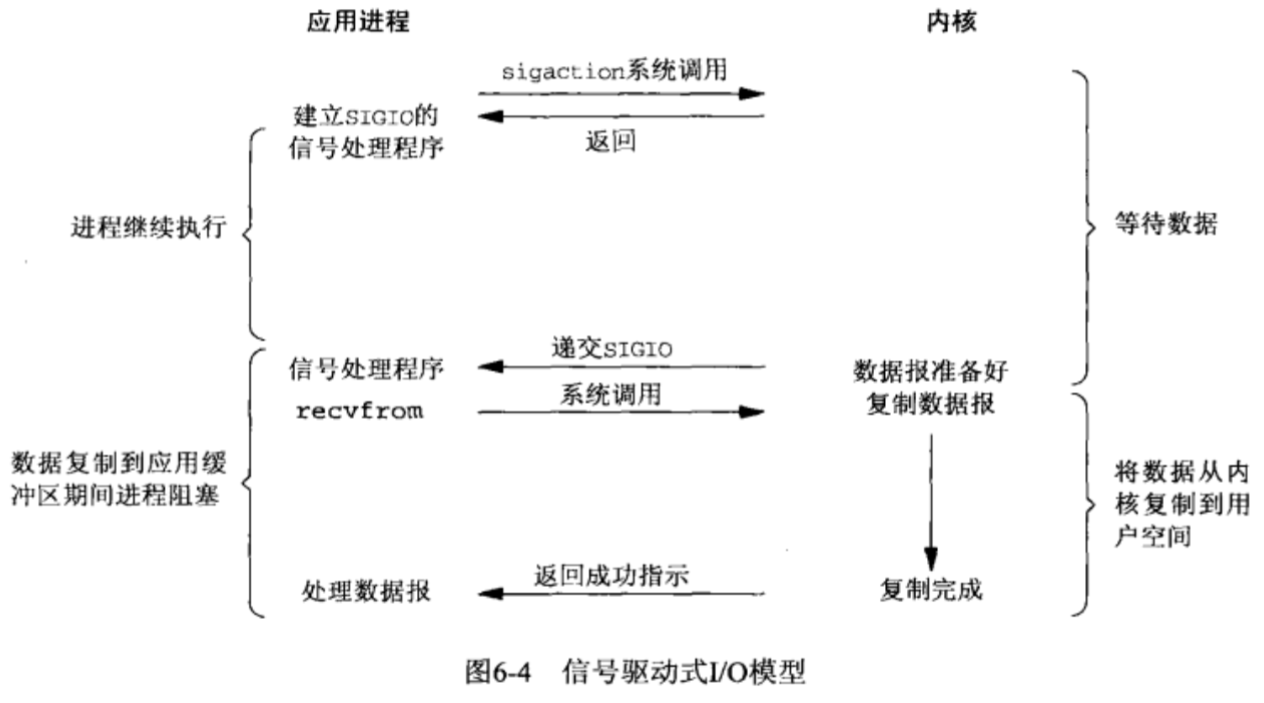 应用进程
内核
sigaction系统调用
建立SIGIO的
信号处理程序
返回
进程继续执行
等待数据
递交SIGIO
信号处理程序
数据报准备好
系统调用
recvfrom
复制数据报
数据复制到应用缓
冲区期间进程阻塞
将数据从内
核复制到用
户空间
返回成功指示
处理数据报
复制完成
图6-4 信号驱动式I/O模型